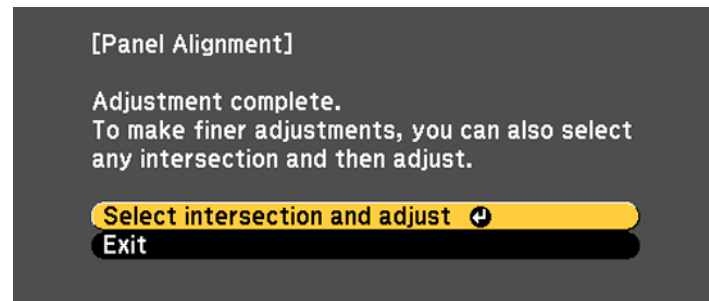 [Panel Alignment]
Adjustment complete.
To make finer adjustments, you can also select
any intersection and then adjust.
Select intersection and adjust
Exit